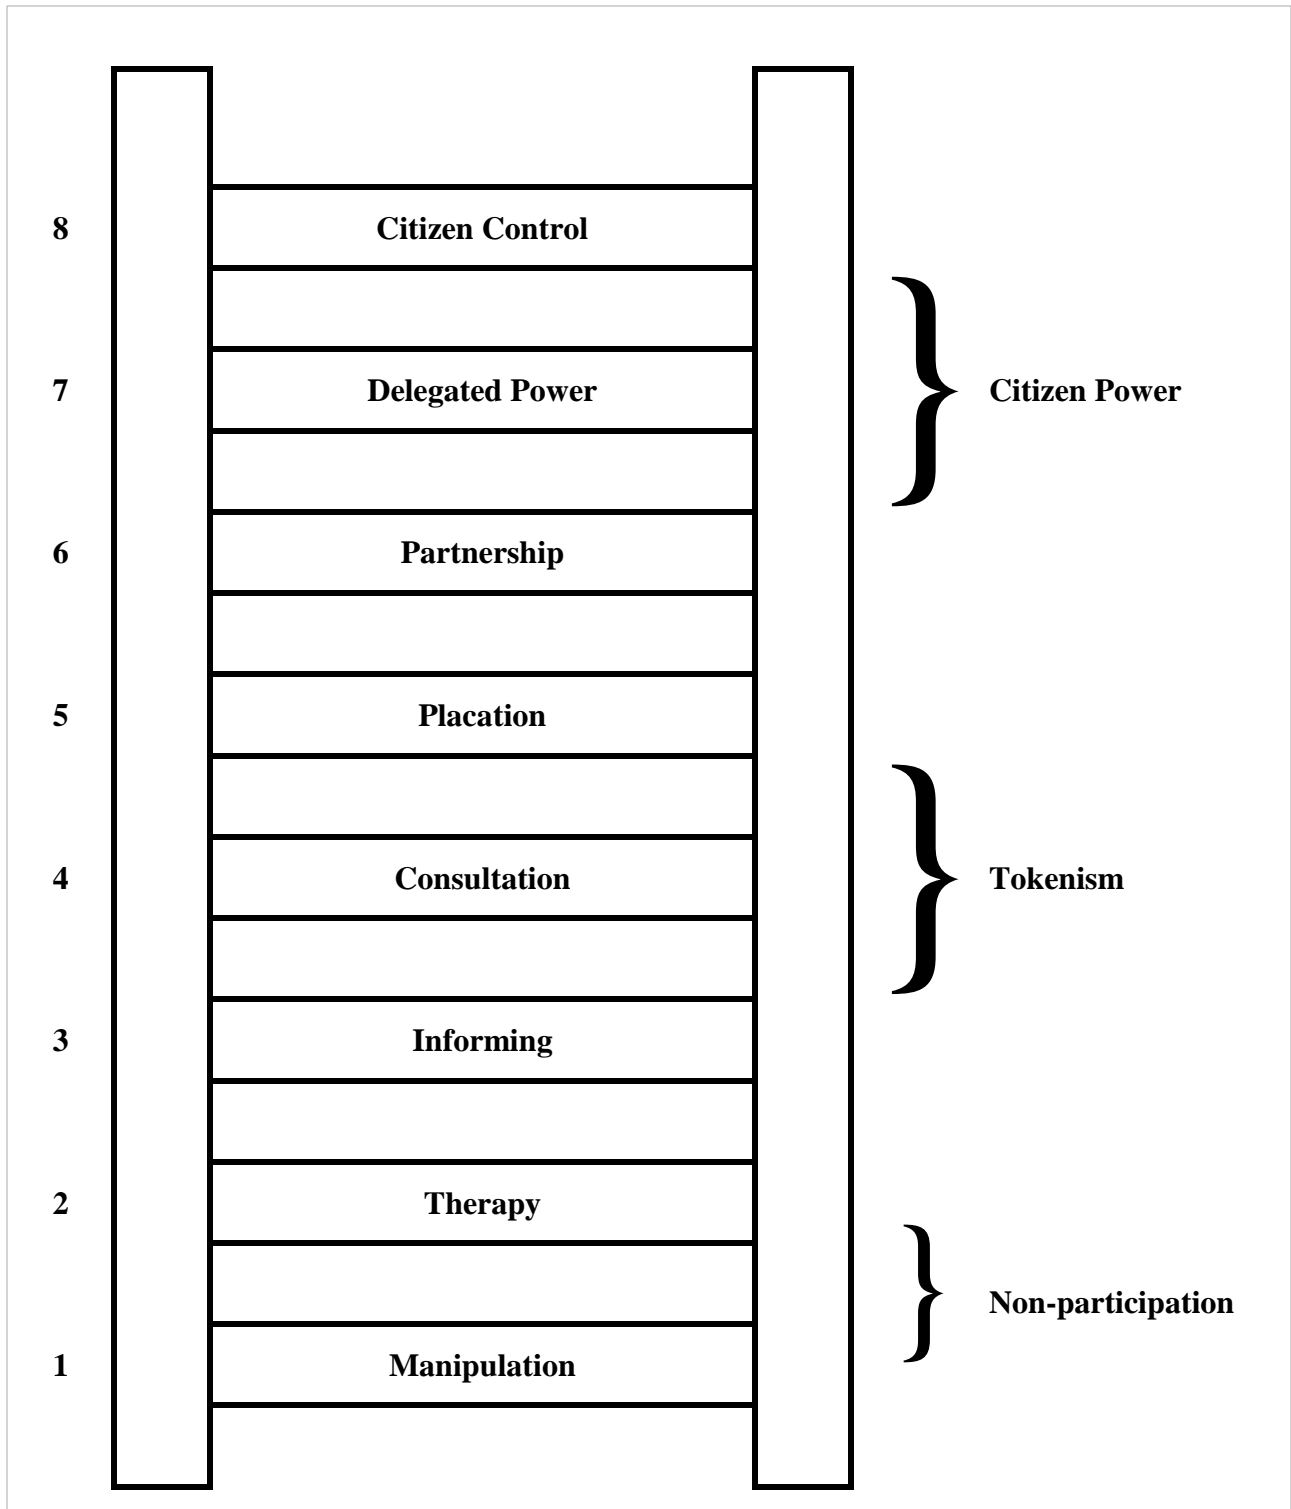 8 Citizen Control
7 Delegated Power Citizen Power
6 Partnership
5 Placation
4 Consultation Tokenism
3 Informing
2 Therapy
Non-participation
1 Manipulation